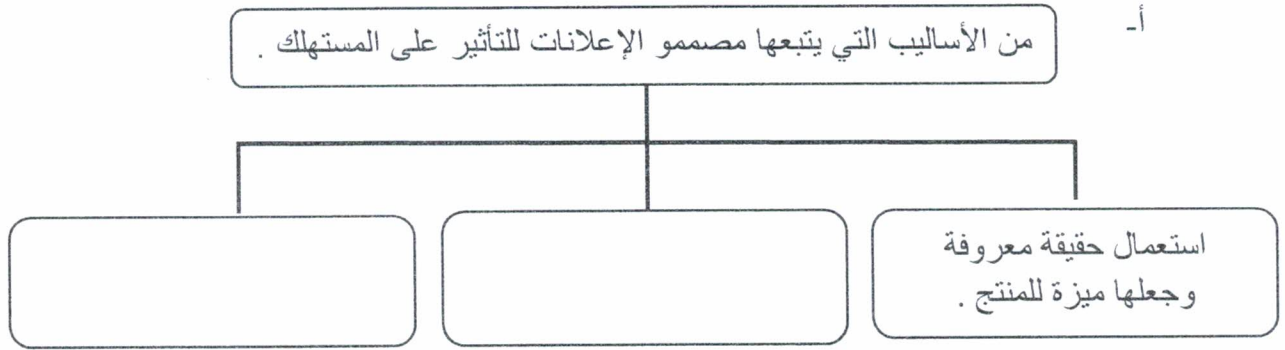 أ-
من الأساليب التي يتبعها مصممو الإعلانات للتأثير على المستهلك .
استعمال حقيقة معروفة
وجعلها ميزة للمنتج .